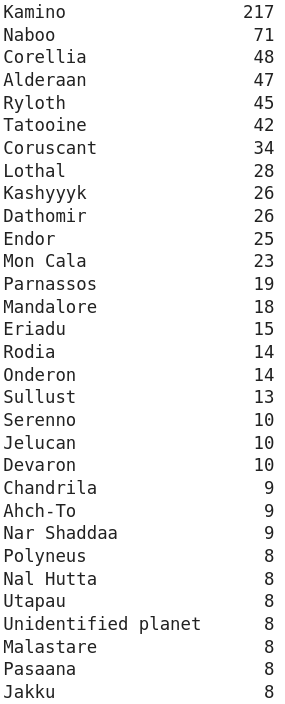 Kamino 217
Naboo 71
Corellia 48
Alderaan 47
Ryloth 45
Tatooine 42
Coruscant 34
Lothal 28
Kashyyyk 26
Dathomir 26
Endor 25
Mon Cala 23
Parnassos 19
Mandalore 18
Eriadu 15
Rodia 14
Onderon 14
Sullust 13
Serenno 10
Jelucan 10
Devaron 10
Chandrila 9
Ahch-To 9
Nar Shaddaa 9
Polyneus 8
Nal Hutta 8
Utapau 8
Unidentified planet 8
Malastare 8
Pasaana 8
Jakku 8